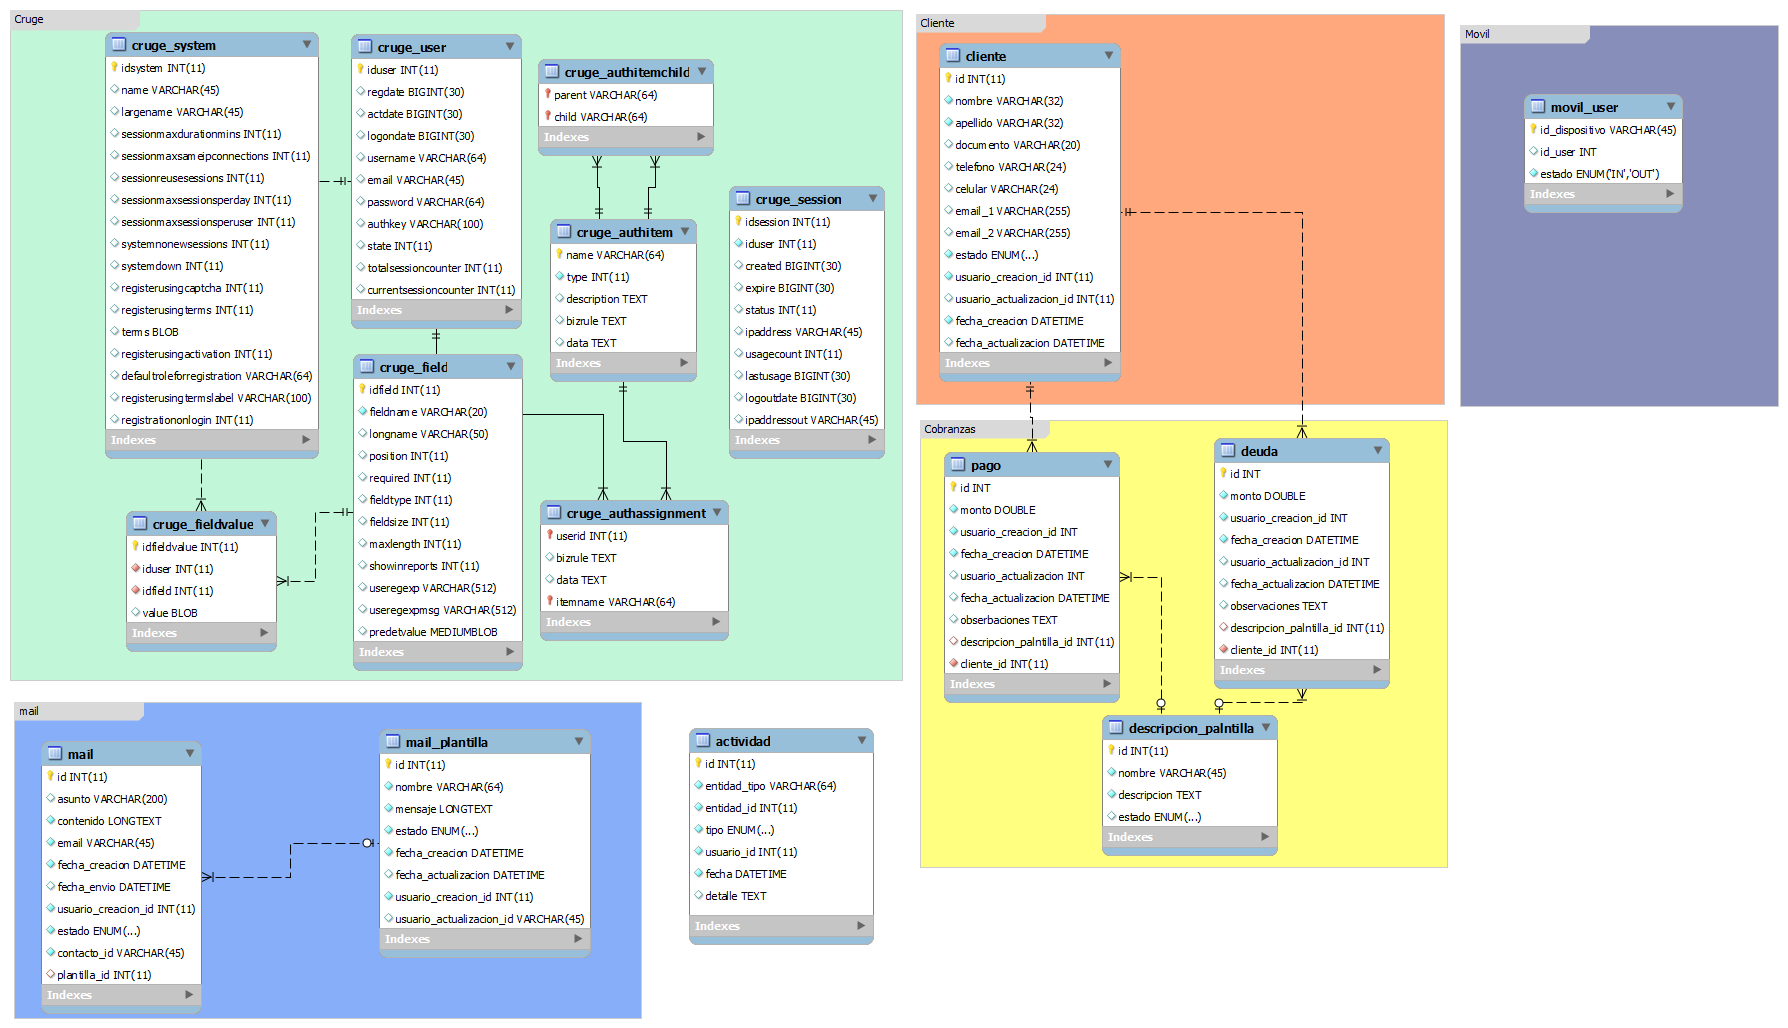 Cruge
cruge_system
idsystem INT(11)
name VARCHAR(45)
largename VARCHAR(45)
sessionmaxdurationmins INT(11)
sessionmaxsameipconnections INT(11)
sessionreusesessions INT(11)
sessionmaxsessionsperday INT(11)
sessionmaxsessionsperuser INT(11)
systemnonewsessions INT(11)
systemdown INT(11)
registerusingcaptcha INT(11)
registerusingterms INT(11)
terms BLOB
registerusingactivation INT(11)
defaultroleforregistration VARCHAR(64)
registerusingtermslabel VARCHAR(100)
registrationonlogin INT(11)
Indexes
cruge_user
iduser INT(11)
regdate BIGINT(30)
actdate BIGINT(30)
logondate BIGINT(30)
username VARCHAR(64)
email VARCHAR(45)
password VARCHAR(64)
authkey VARCHAR(100)
state INT(11)
totalsessioncounter INT(11)
currentsessioncounter INT(11)
Indexes
cruge_authitemchild
parent VARCHAR(64)
child VARCHAR(64)
Indexes
cruge_authitem
name VARCHAR(64)
type INT(11)
description TEXT
bizrule TEXT
data TEXT
Indexes
cruge_session
idsession INT(11)
iduser INT(11)
created BIGINT(30)
expire BIGINT(30)
status INT(11)
ipaddress VARCHAR(45)
usagecount INT(11)
lastusage BIGINT(30)
logoutdate BIGINT(30)
ipaddressout VARCHAR(45)
Indexes
cruge_fieldvalue
idfieldvalue INT(11)
iduser INT(11)
idfield INT(11)
value BLOB
Indexes
cruge_field
idfield INT(11)
fieldname VARCHAR(20)
longname VARCHAR(50)
position INT(11)
required INT(11)
fieldtype INT(11)
fieldsize INT(11)
maxlength INT(11)
showinreports INT(11)
useregexp VARCHAR(512)
useregexpmsg VARCHAR(512)
predetvalue MEDIUMBLOB
Indexes
cruge_authassignment
userid INT(11)
bizrule TEXT
data TEXT
itemname VARCHAR(64)
Indexes
Cliente
cliente
id INT(11)
nombre VARCHAR(32)
apellido VARCHAR(32)
documento VARCHAR(20)
telefono VARCHAR(24)
celular VARCHAR(24)
email_1 VARCHAR(255)
email_2 VARCHAR(255)
estado ENUM(...)
usuario_creacion_id INT(11)
usuario_actualizacion_id INT(11)
fecha_creacion DATETIME
fecha_actualizacion DATETIME
Indexes
Movil
movil_user
id_dispositivo VARCHAR(45)
id_user INT
estado ENUM('IN','OUT')
Indexes
Cobranzas
pago
id INT
monto DOUBLE
usuario_creacion_id INT
fecha_creacion DATETIME
usuario_actualizacion INT
fecha_actualizacion DATETIME
obserbaciones TEXT
descripcion_palntilla_id INT(11)
cliente_id INT(11)
Indexes
deuda
id INT
monto DOUBLE
usuario_creacion_id INT
fecha_creacion DATETIME
usuario_actualizacion_id INT
fecha_actualizacion DATETIME
observaciones TEXT
descripcion_palntilla_id INT(11)
cliente_id INT(11)
Indexes
descripcion_palntilla
id INT(11)
nombre VARCHAR(45)
descripcion TEXT
estado ENUM(...)
Indexes
mail
mail
id INT(11)
asunto VARCHAR(200)
contenido LONGTEXT
email VARCHAR(45)
fecha_creacion DATETIME
fecha_envio DATETIME
usuario_creacion_id INT(11)
estado ENUM(...)
contacto_id VARCHAR(45)
plantilla_id INT(11)
Indexes
mail_plantilla
id INT(11)
nombre VARCHAR(64)
mensaje LONGTEXT
estado ENUM(...)
fecha_creacion DATETIME
fecha_actualizacion DATETIME
usuario_creacion_id INT(11)
usuario_actualizacion_id VARCHAR(45)
Indexes
actividad
id INT(11)
entidad_tipo VARCHAR(64)
entidad_id INT(11)
tipo ENUM(...)
usuario_id INT(11)
fecha DATETIME
detalle TEXT
Indexes